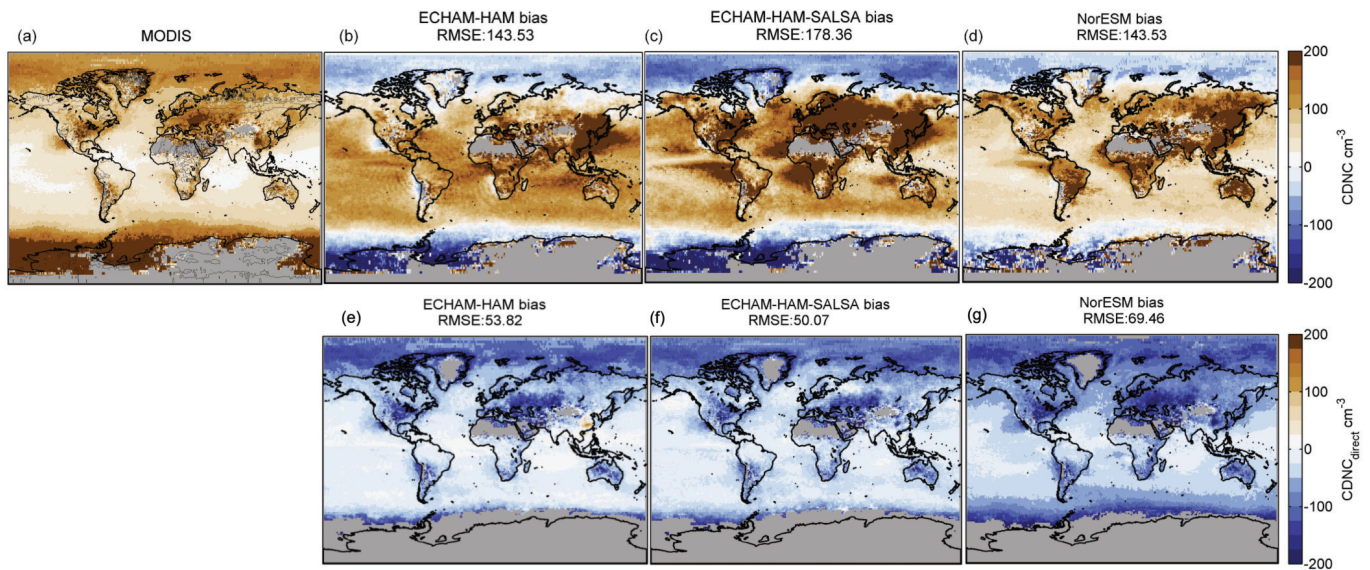 (a)
MODIS
(b)
ECHAM-HAM bias
RMSE:143.53
(c)
ECHAM-HAM-SALSA bias
RMSE:178.36
(d)
NorESM bias
RMSE:143.53
200
100
0
-100
-200
CDNC cm⁻³
(e)
ECHAM-HAM bias
RMSE:53.82
(f)
ECHAM-HAM-SALSA bias
RMSE:50.07
(g)
NorESM bias
RMSE:69.46
200
100
0
-100
-200
CDNCdirect cm⁻³